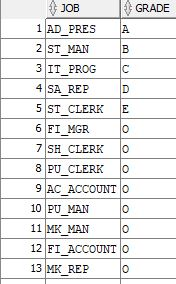 JOB GRADE
1 AD_PRES A
2 ST_MAN B
3 IT_PROG C
4 SA_REP D
5 ST_CLERK E
6 FI_MGR O
7 SH_CLERK O
8 PU_CLERK O
9 AC_ACCOUNT O
10 PU_MAN O
11 MK_MAN O
12 FI_ACCOUNT O
13 MK_REP O